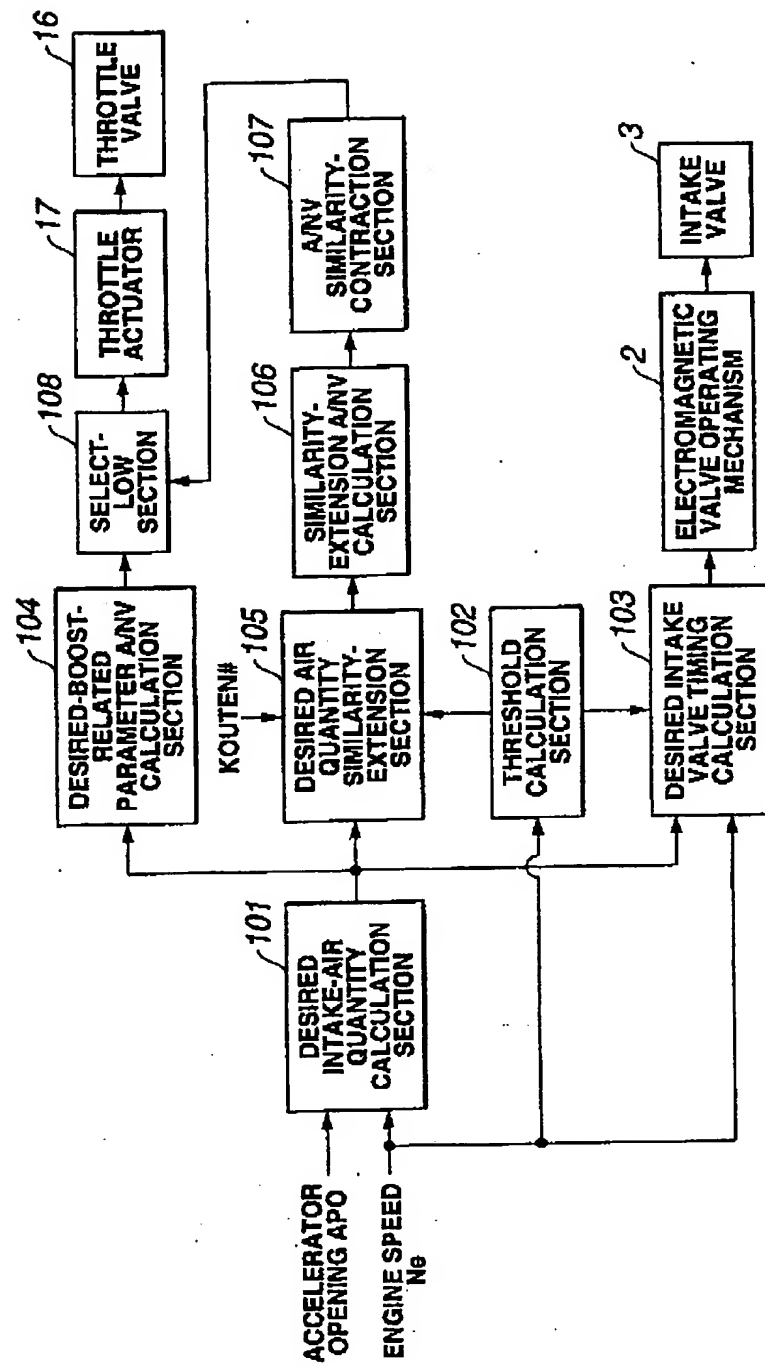 ACCELERATOR
OPENING APO
ENGINE SPEED
Ne
101
DESIRED
INTAKE-AIR
QUANTITY
CALCULATION
SECTION
104
DESIRED-BOOST-
RELATED
PARAMETER A/NV
CALCULATION
SECTION
108
SELECT-
LOW
SECTION
17
THROTTLE
ACTUATOR
16
THROTTLE
VALVE
KOUTEN#
105
DESIRED AIR
QUANTITY
SIMILARITY-
EXTENSION
SECTION
106
SIMILARITY-
EXTENSION A/NV
CALCULATION
SECTION
107
A/NV
SIMILARITY-
CONTRACTION
SECTION
102
THRESHOLD
CALCULATION
SECTION
103
DESIRED INTAKE
VALVE TIMING
CALCULATION
SECTION
2
ELECTROMAGNETIC
VALVE OPERATING
MECHANISM
3
INTAKE
VALVE